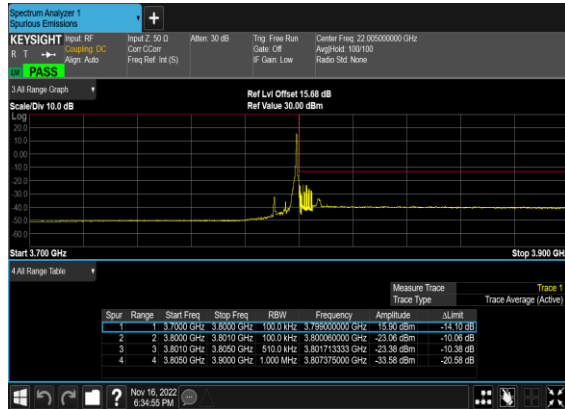 Spectrum Analyzer 1
Spurious Emissions
KEYSIGHT Input: RF Input Z: 50 Ω Atten: 30 dB Trig: Free Run Center Freq: 22.005000000 GHz
R T Coupling: DC Corr CCorr Gate: Off Avg|Hold: 100/100
Align: Auto Freq Ref: Int (S) IF Gain: Low Radio Std: None
PASS
3 All Range Graph
Ref Lvl Offset 15.68 dB
Scale/Div 10.0 dB Ref Value 30.00 dBm
Log
20.0
10.0
0.00
-10.0
-20.0
-30.0
-40.0
-50.0
-60.0
Start 3.700 GHz Stop 3.900 GH
4 All Range Table
Measure Trace Trace 1
Trace Type Trace Average (Active)
Spur Range Start Freq Stop Freq RBW Frequency Amplitude ΔLimit
1 1 3.7000 GHz 3.8000 GHz 100.0 kHz 3.799000000 GHz 15.90 dBm -14.10 dB
2 2 3.8000 GHz 3.8010 GHz 100.0 kHz 3.800060000 GHz -23.06 dBm -10.06 dB
3 3 3.8010 GHz 3.8050 GHz 510.0 kHz 3.801713333 GHz -23.38 dBm -10.38 dB
4 4 3.8050 GHz 3.9000 GHz 1.000 MHz 3.807375000 GHz -33.58 dBm -20.58 dB
Nov 16, 2022
6:34:55 PM